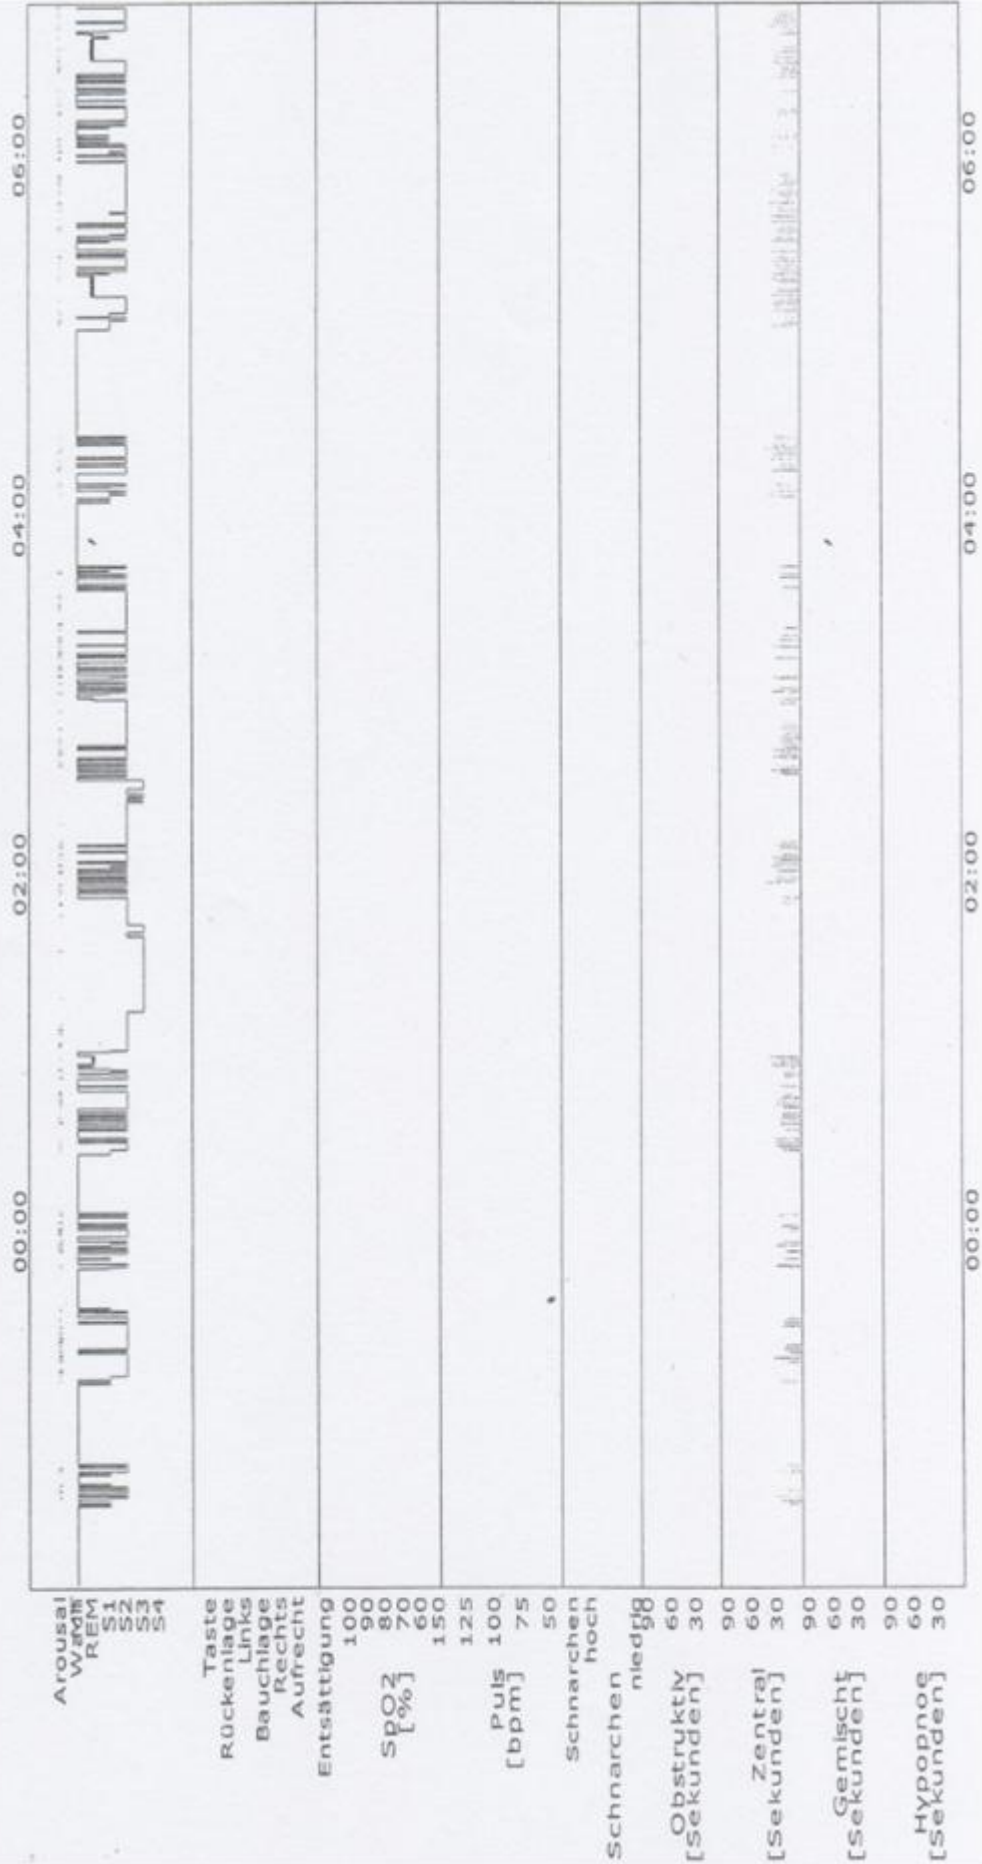 00:00
02:00
04:00
06:00
Arousal
REM
S1
S2
S3
S4
Taste
Rückenlage
Links
Bauchlage
Rechts
Aufrecht
Entsättigung
100
90
80
70
60
SpO2
[%]
150
125
100
75
50
Puls
[bpm]
Schnarchen
hoch
Schnarchen
niedrig
90
60
30
Obstruktiv
[Sekunden]
90
60
30
Zentral
[Sekunden]
90
60
30
Gemischt
[Sekunden]
90
60
30
Hypopnoe
[Sekunden]
00:00
02:00
04:00
06:00